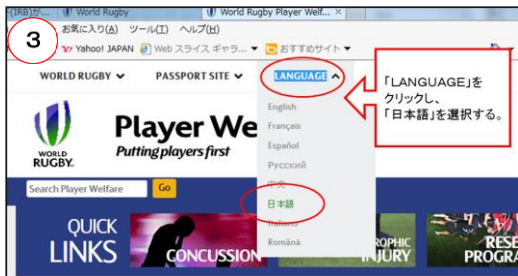 (IRB)が...
World Rugby
World Rugby Player Welf...
③
お気に入り(A) ツール(T) ヘルプ(H)
Yahoo! JAPAN Web スライス ギャラ... おすすめサイト
WORLD RUGBY PASSPORT SITE LANGUAGE
「LANGUAGE」を
クリックし、
「日本語」を選択する。
English
Français
Español
Русский
中文
日本語
Italiano
Română
WORLD
RUGBY.
Player We
Putting players first
Search Player Welfare Go
QUICK
LINKS
CONCUSSION
ROPHIC
INJURY
RESE
PROGRA